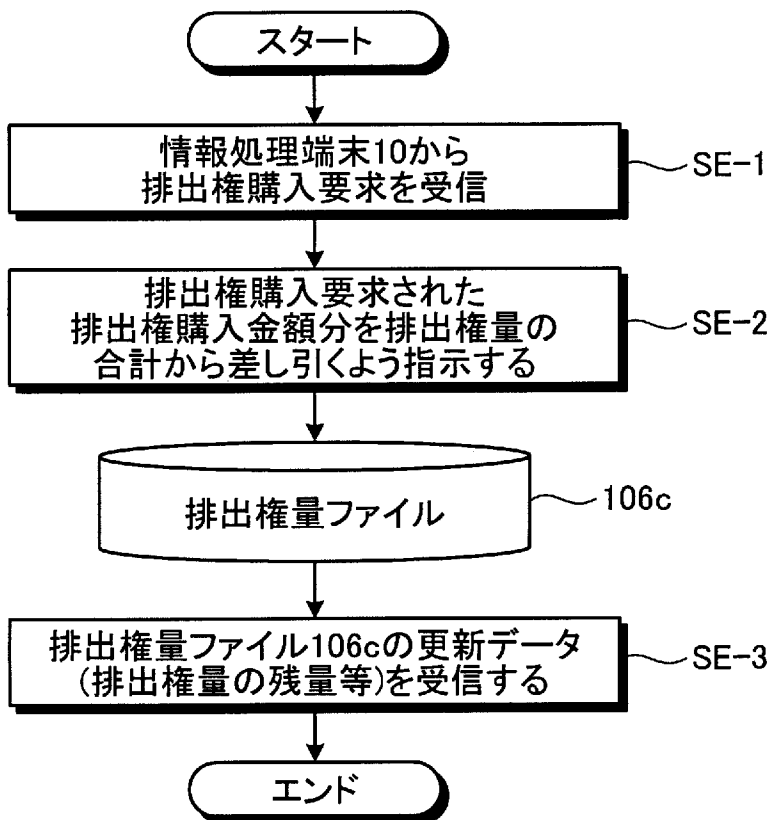 スタート
情報処理端末10から
排出権購入要求を受信
SE-1
排出権購入要求された
排出権購入金額分を排出権量の
合計から差し引くよう指示する
SE-2
排出権量ファイル
106c
排出権量ファイル106cの更新データ
(排出権量の残量等)を受信する
SE-3
エンド